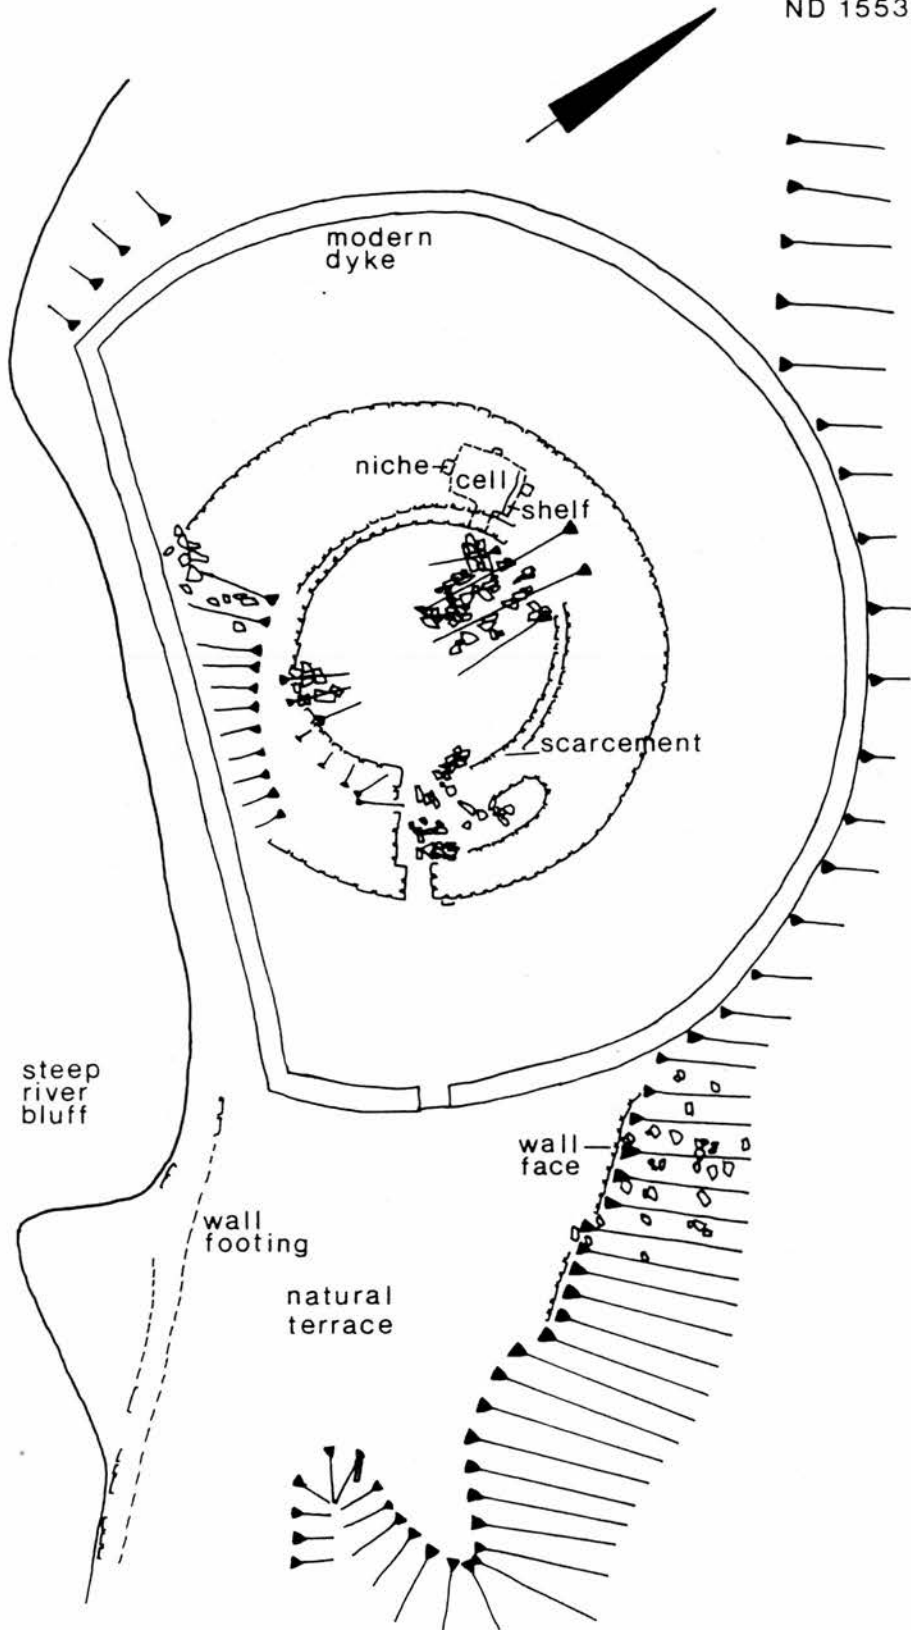 ND 1553
modern
dyke
niche
cell
shelf
scarcement
steep
river
bluff
wall
face
wall
footing
natural
terrace